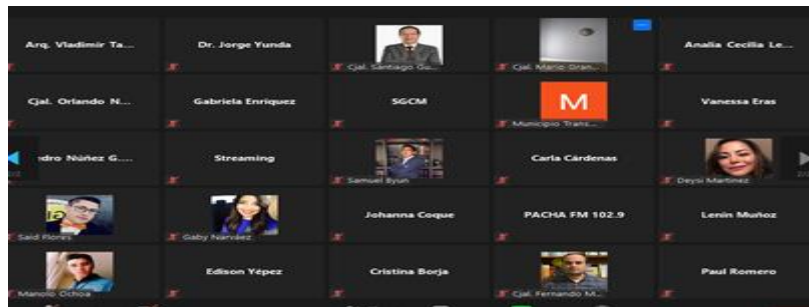 Arq. Vladimir Ta...
Dr. Jorge Yunda
Cjal. Santiago Gu...
Cjal. Mario Gran...
Analía Cecilia Le...
Cjal. Orlando N...
Gabriela Enriquez
SGCM
M
Municipio Trans...
Vanessa Eras
edro Núñez G....
Streaming
Samuel Byun
Carla Cárdenas
Deysi Martinez
Said Flores
Gaby Narváez
Johanna Coque
PACHA FM 102.9
Lenin Muñoz
Manolo Ochoa
Edison Yépez
Cristina Borja
Cjal. Fernando M...
Paul Romero